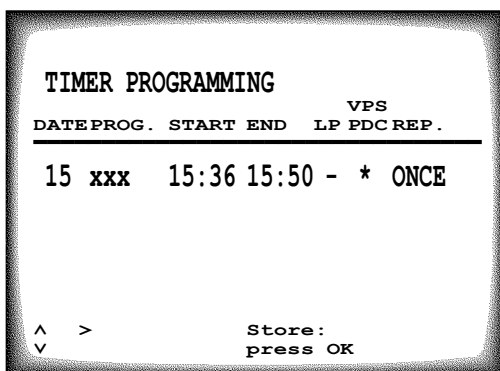 TIMER PROGRAMMING
VPS
DATE PROG. START END LP PDC REP.
15 xxx 15:36 15:50 - * ONCE
^ > Store:
v press OK